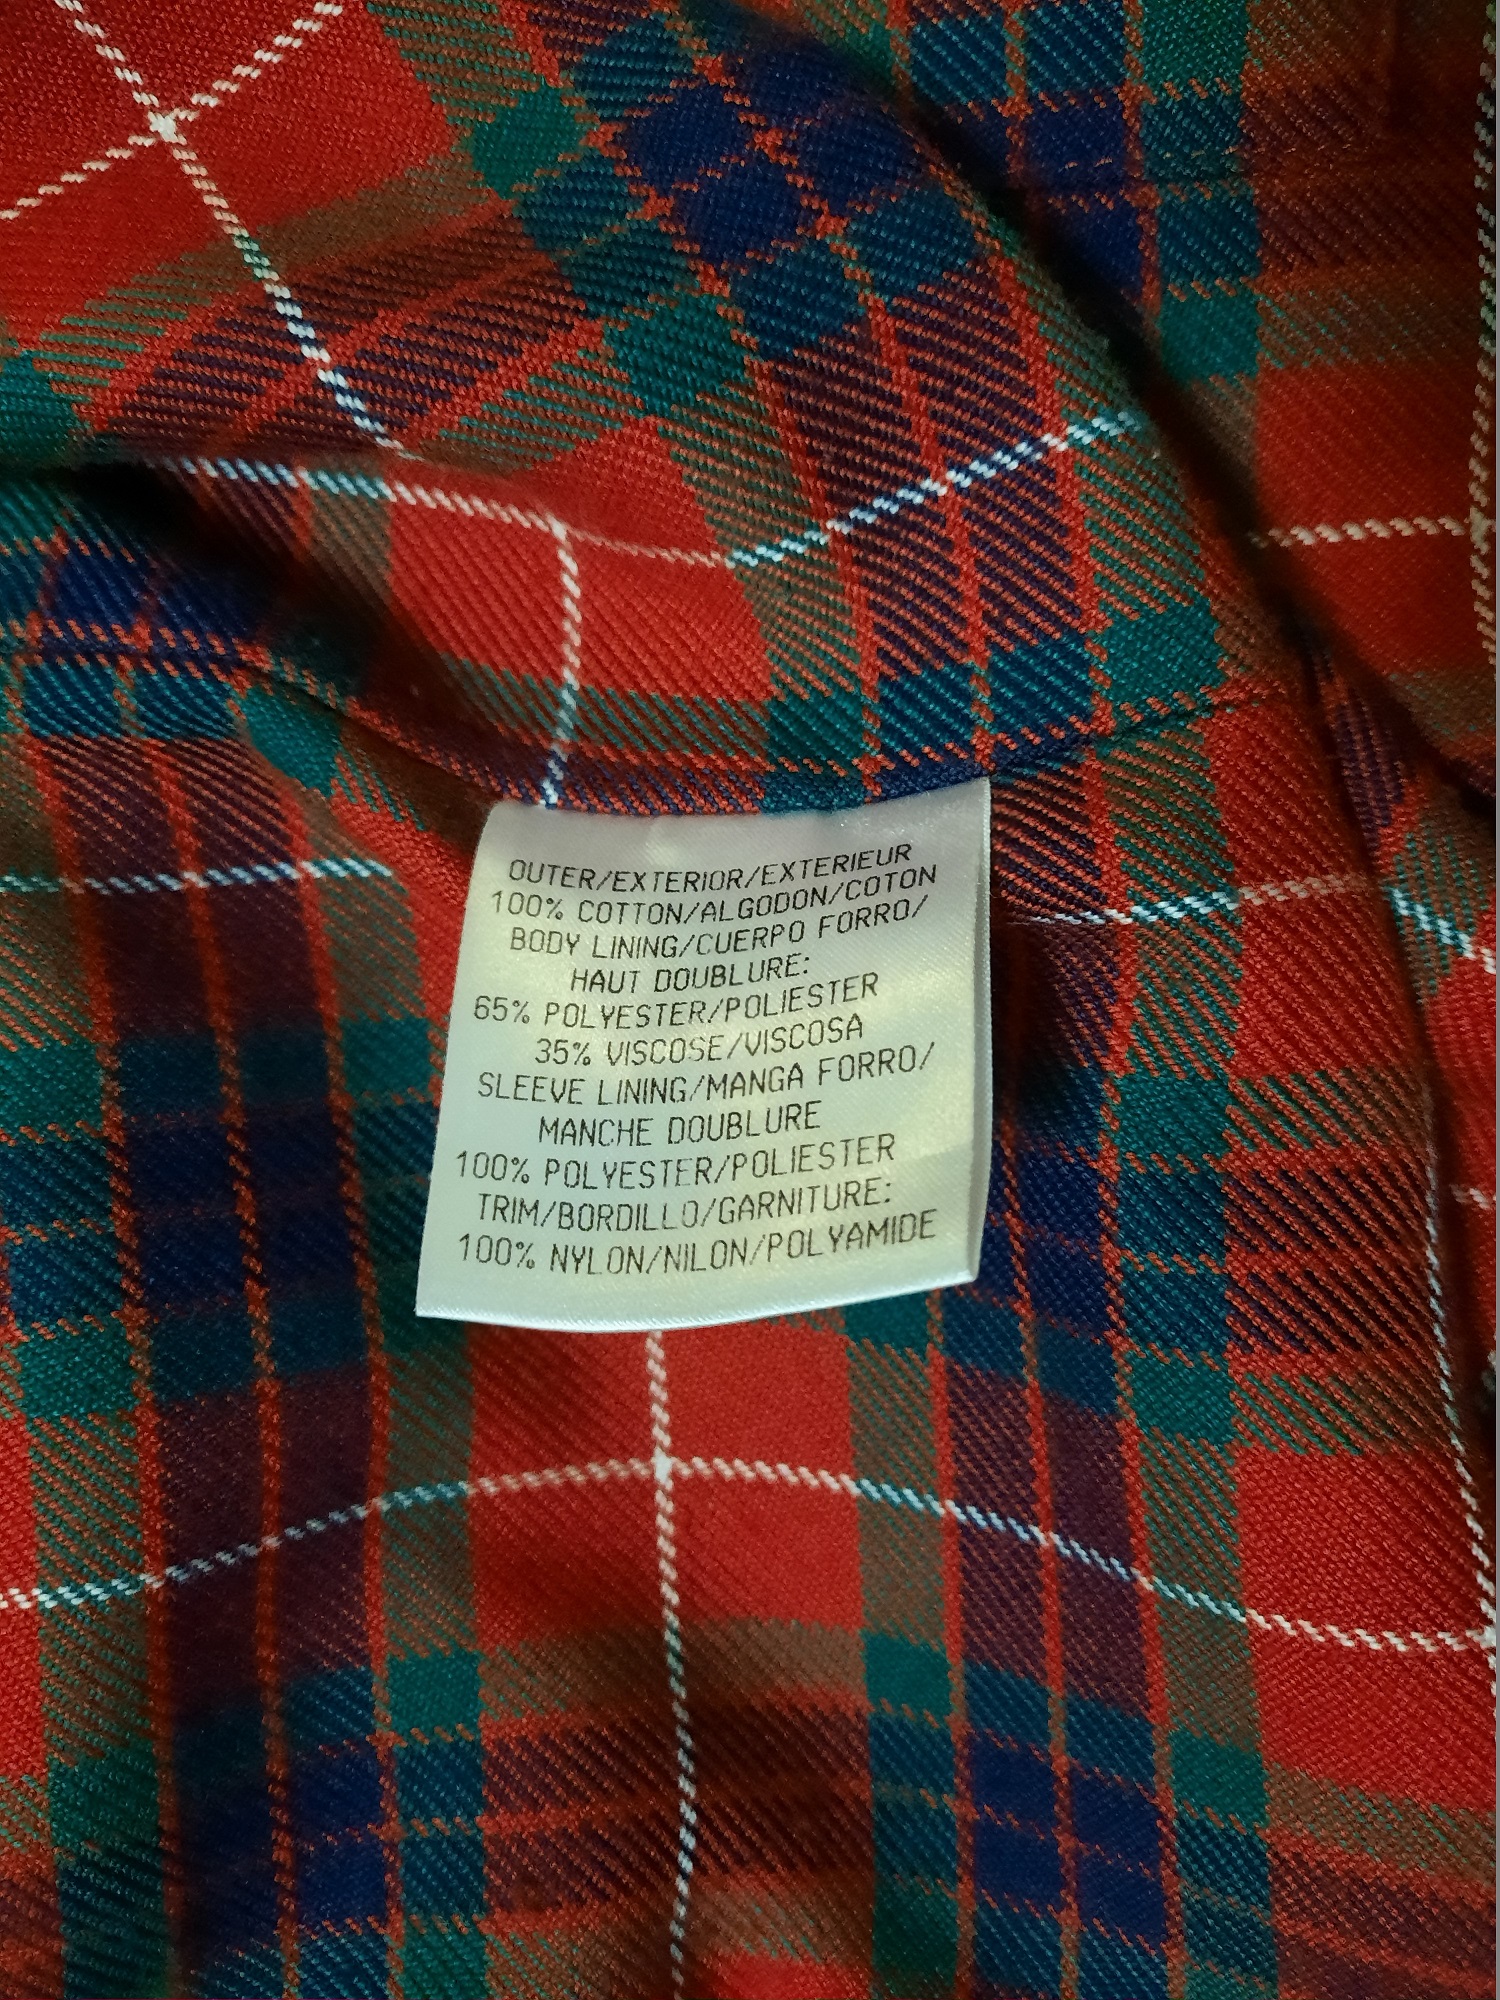 OUTER/EXTERIOR/EXTERIEUR
100% COTTON/ALGODON/COTON
BODY LINING/CUERPO FORRO/
HAUT DOUBLURE:
65% POLYESTER/POLIESTER
35% VISCOSE/VISCOSA
SLEEVE LINING/MANGA FORRO/
MANCHE DOUBLURE
100% POLYESTER/POLIESTER
TRIM/BORDILLO/GARNITURE:
100% NYLON/NILON/POLYAMIDE